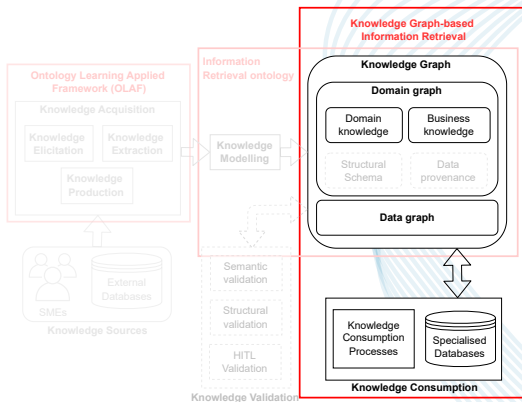 Knowledge Graph-based
Information Retrieval
Information
Retrieval ontology
Ontology Learning Applied
Framework (OLAF)
Knowledge Acquisition
Knowledge
Elicitation
Knowledge
Extraction
Knowledge
Production
Knowledge
Modelling
Knowledge Graph
Domain graph
Domain
knowledge
Business
knowledge
Structural
Schema
Data
provenance
Data graph
SMEs
External
Databases
Knowledge Sources
Semantic
validation
Structural
validation
HITL
Validation
Knowledge Validation
Knowledge
Consumption
Processes
Specialised
Databases
Knowledge Consumption